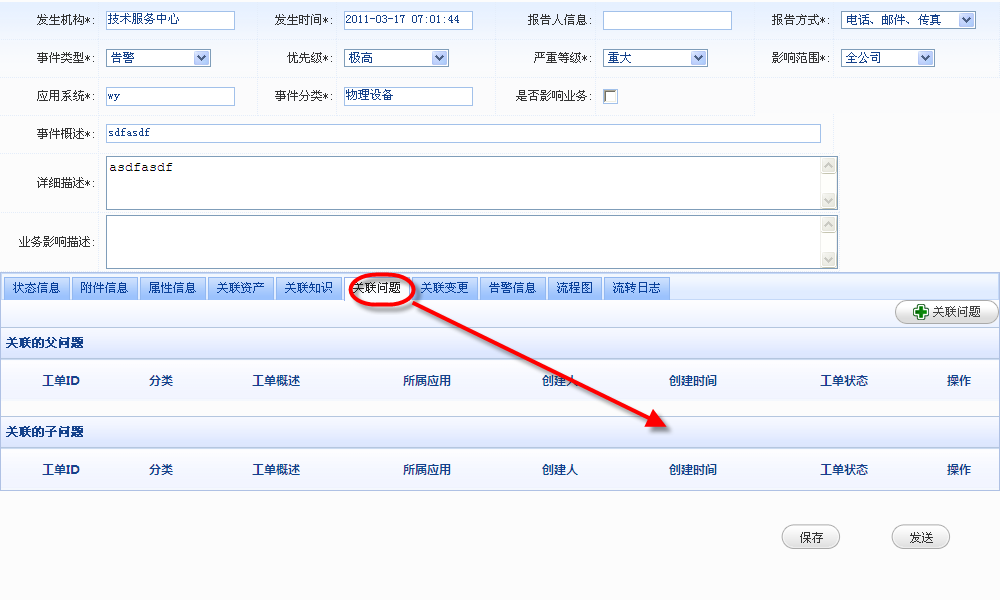 发生机构*: 技术服务中心 发生时间*: 2011-03-17 07:01:44 报告人信息: 报告方式*: 电话、邮件、传真
事件类型*: 告警 优先级*: 极高 严重等级*: 重大 影响范围*: 全公司
应用系统*: wy 事件分类*: 物理设备 是否影响业务:
事件概述*: sdfasdf
详细描述*: asdfasdf
业务影响描述:
状态信息 附件信息 属性信息 关联资产 关联知识 关联问题 关联变更 告警信息 流程图 流转日志
关联问题
关联的父问题
工单ID 分类 工单概述 所属应用 创建人 创建时间 工单状态 操作
关联的子问题
工单ID 分类 工单概述 所属应用 创建人 创建时间 工单状态 操作
保存 发送